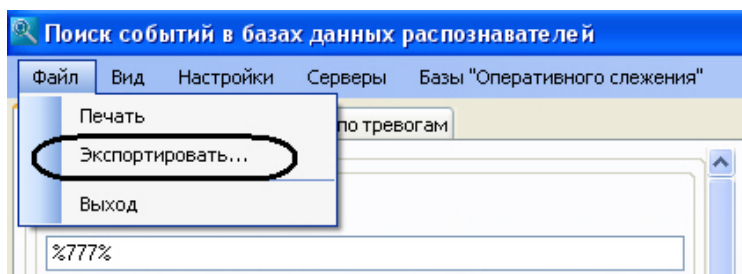 Поиск событий в базах данных распознавателей
Файл Вид Настройки Серверы Базы "Оперативного слежения"
Печать
по тревогам
Экспортировать...
Выход
%777%